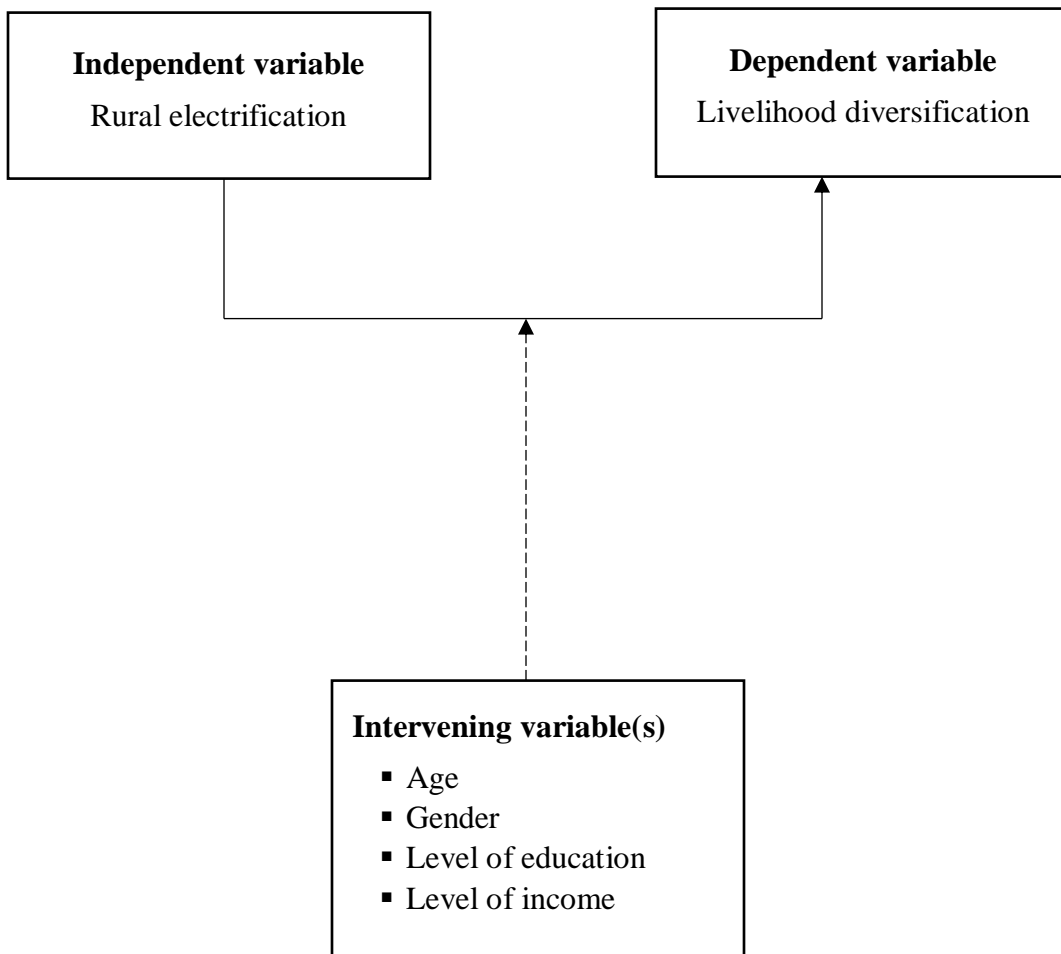 Independent variable
Rural electrification
Dependent variable
Livelihood diversification
Intervening variable(s)
▪ Age
▪ Gender
▪ Level of education
▪ Level of income